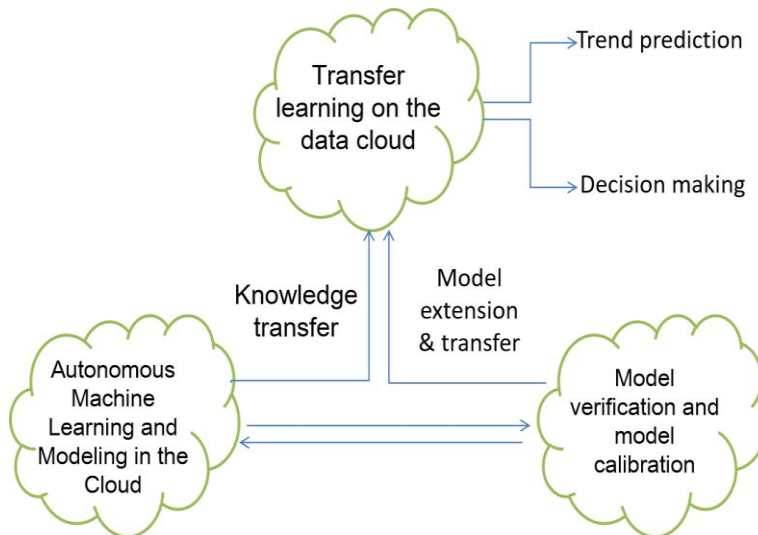 Transfer
learning on the
data cloud
Trend prediction
Decision making
Knowledge
transfer
Model
extension
& transfer
Autonomous
Machine
Learning and
Modeling in the
Cloud
Model
verification and
model
calibration